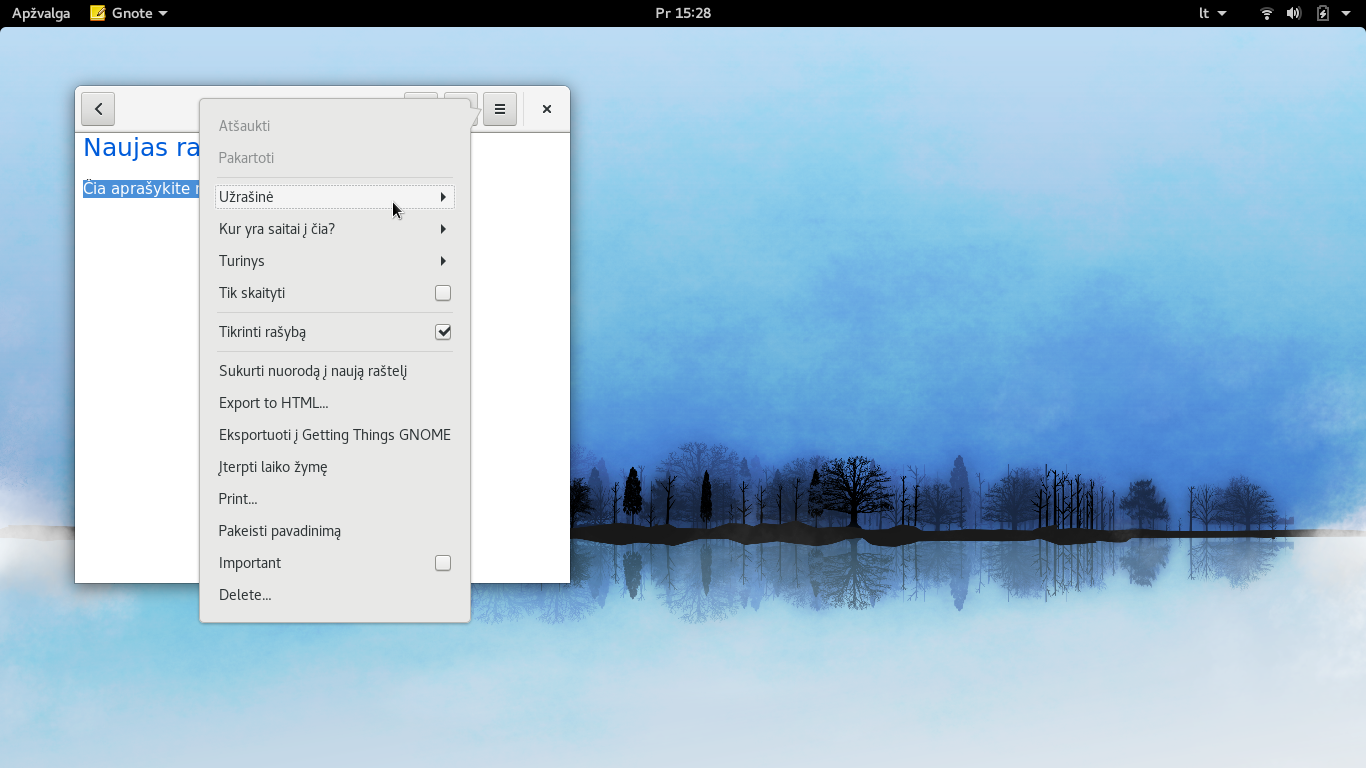 Apžvalga Gnote Pr 15:28 lt
Naujas
Čia aprašykite
Atšaukti
Pakartoti
Užrašinė
Kur yra saitai į čia?
Turinys
Tik skaityti
Tikrinti rašybą
Sukurti nuorodą į naują raštelį
Export to HTML...
Eksportuoti į Getting Things GNOME
Įterpti laiko žymę
Print...
Pakeisti pavadinimą
Important
Delete...